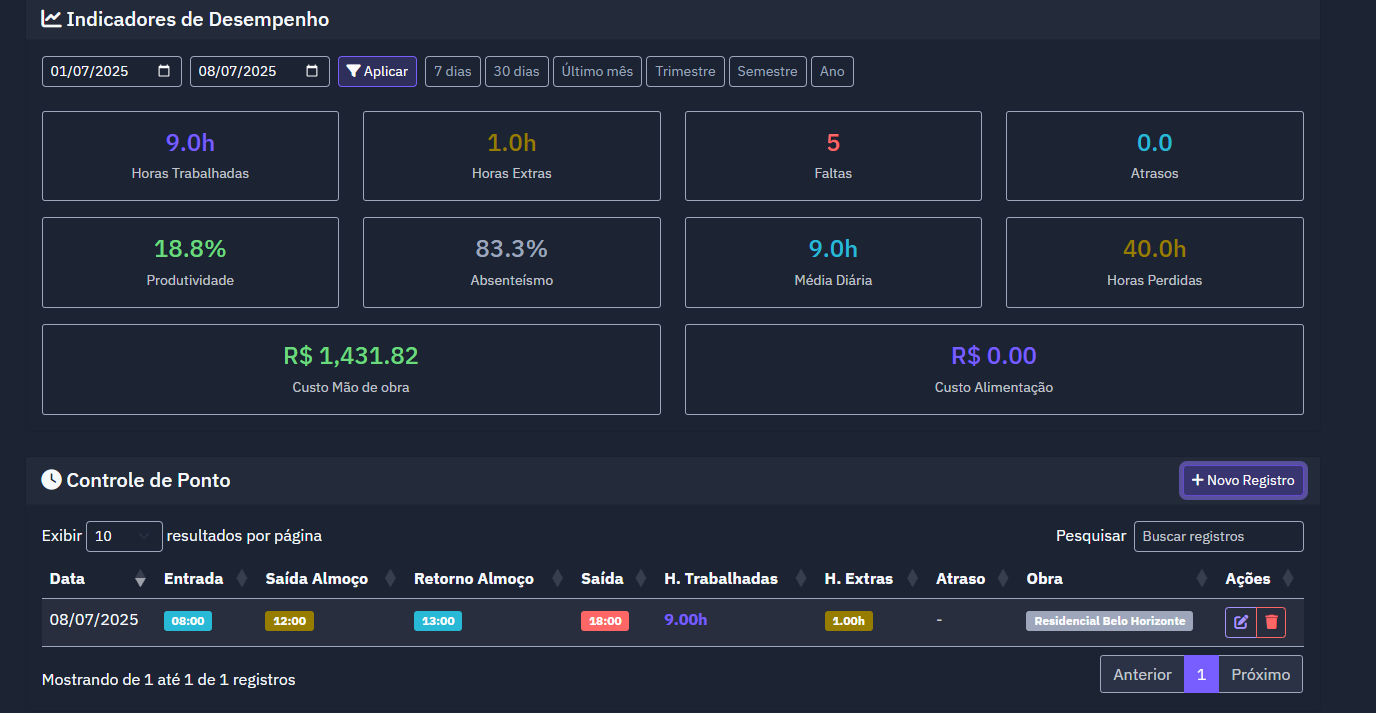 Indicadores de Desempenho
01/07/2025 08/07/2025 Aplicar 7 dias 30 dias Último mês Trimestre Semestre Ano
9.0h 1.0h 5 0.0
Horas Trabalhadas Horas Extras Faltas Atrasos
18.8% 83.3% 9.0h 40.0h
Produtividade Absenteísmo Média Diária Horas Perdidas
R$ 1,431.82 R$ 0.00
Custo Mão de obra Custo Alimentação
Controle de Ponto + Novo Registro
Exibir 10 resultados por página Pesquisar Buscar registros
Data Entrada Saída Almoço Retorno Almoço Saída H. Trabalhadas H. Extras Atraso Obra Ações
08/07/2025 08:00 12:00 13:00 18:00 9.00h 1.00h - Residencial Belo Horizonte
Mostrando de 1 até 1 de 1 registros Anterior 1 Próximo